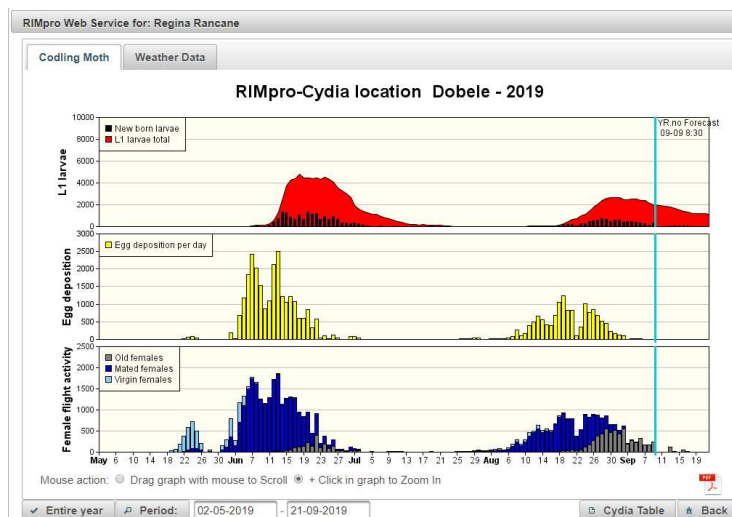 RIMpro Web Service for: Regina Rancane
Codling Moth Weather Data
RIMpro-Cydia location Dobele - 2019
YR.no Forecast
09-09 8:30
L1 larvae
10000
8000
6000
4000
2000
0
New born larvae
L1 larvae total
Egg deposition
3000
2500
2000
1500
1000
500
0
Egg deposition per day
Female flight activity
2500
2000
1500
1000
500
0
Old females
Mated females
Virgin females
May 6 10 14 18 22 26 30 Jun 7 11 15 19 23 27 Jul 5 9 13 17 21 25 29 Aug 6 10 14 18 22 26 30 Sep 7 11 15 19
Mouse action: Drag graph with mouse to Scroll + Click in graph to Zoom In
PDF
Entire year Period: 02-05-2019 - 21-09-2019 Cydia Table Back